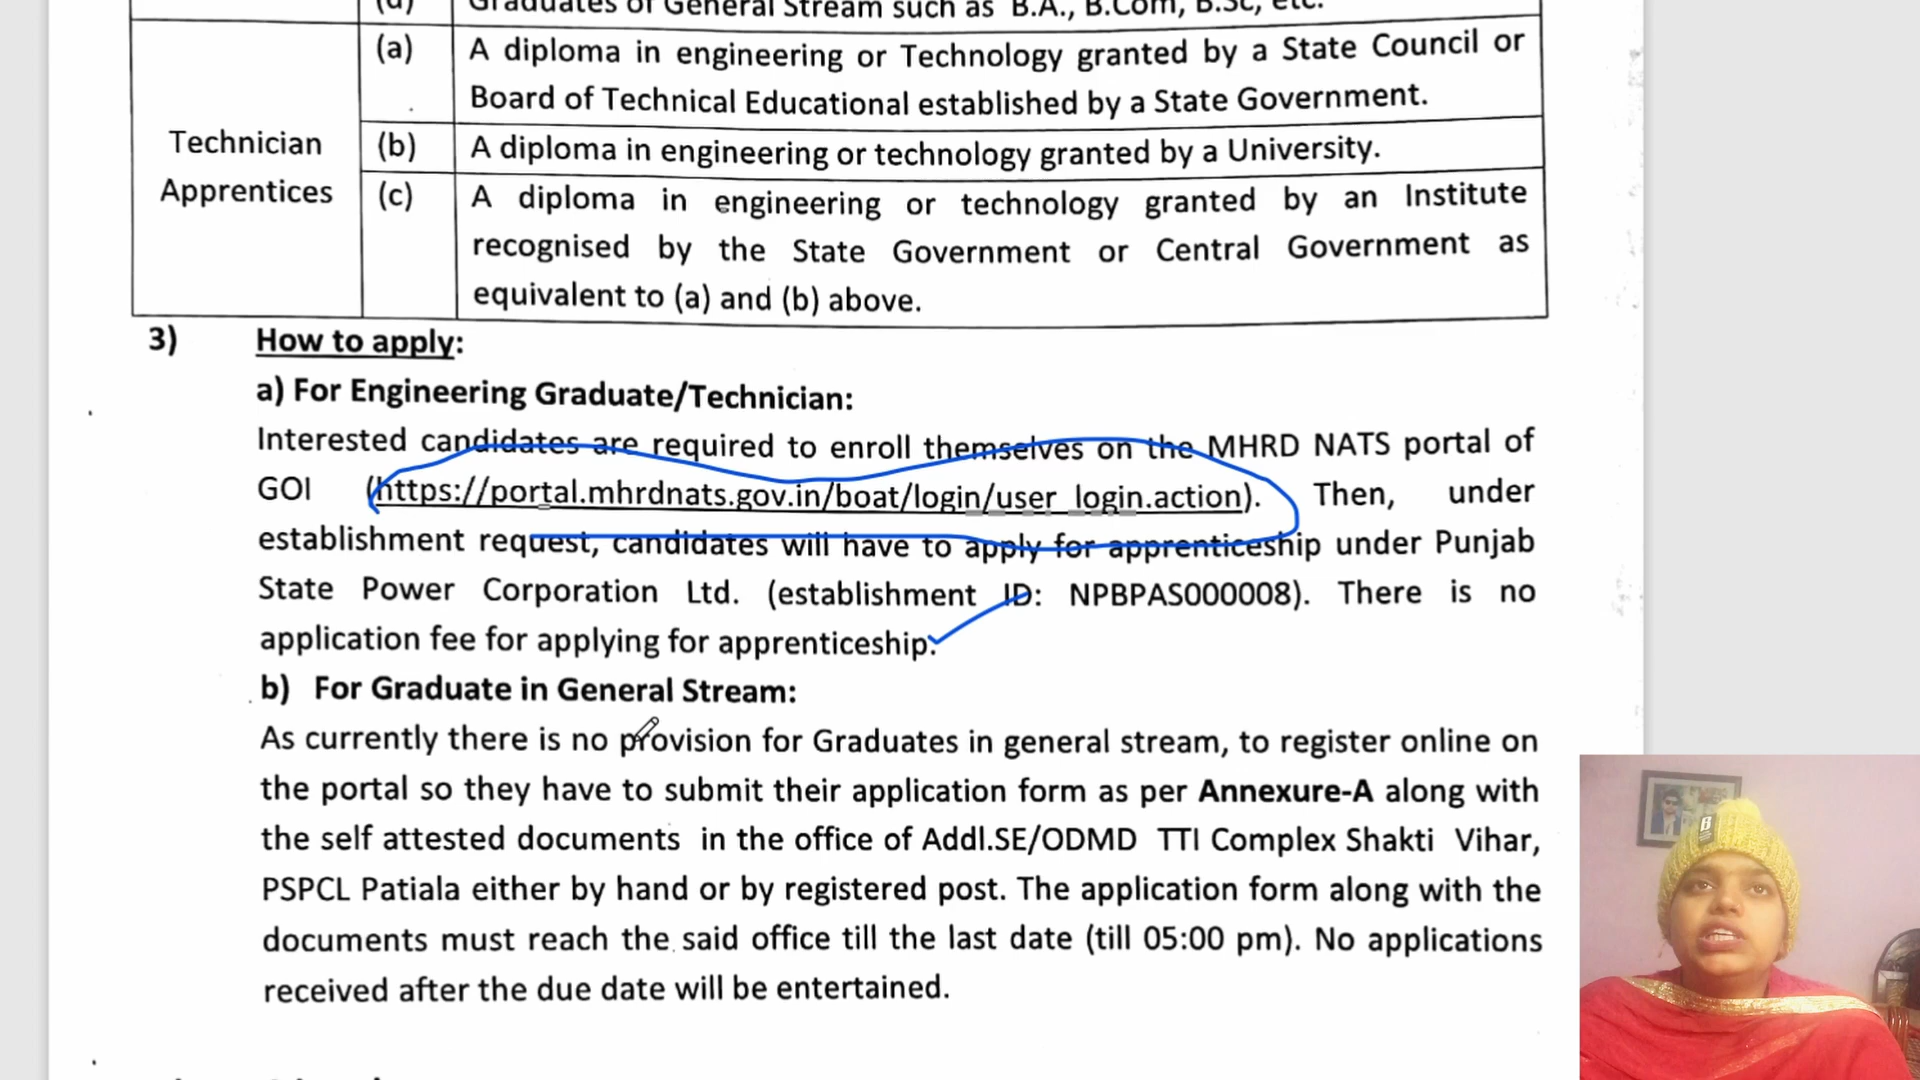 (d) Graduates of General Stream such as B.A., B.Com, B.Sc, etc.
Technician Apprentices
(a) A diploma in engineering or Technology granted by a State Council or
Board of Technical Educational established by a State Government.
(b) A diploma in engineering or technology granted by a University.
(c) A diploma in engineering or technology granted by an Institute
recognised by the State Government or Central Government as
equivalent to (a) and (b) above.
3) How to apply:
a) For Engineering Graduate/Technician:
Interested candidates are required to enroll themselves on the MHRD NATS portal of
GOI (https://portal.mhrdnats.gov.in/boat/login/user_login.action). Then, under
establishment request, candidates will have to apply for apprenticeship under Punjab
State Power Corporation Ltd. (establishment ID: NPBPAS000008). There is no
application fee for applying for apprenticeship.
b) For Graduate in General Stream:
As currently there is no provision for Graduates in general stream, to register online on
the portal so they have to submit their application form as per Annexure-A along with
the self attested documents in the office of Addl.SE/ODMD TTI Complex Shakti Vihar,
PSPCL Patiala either by hand or by registered post. The application form along with the
documents must reach the said office till the last date (till 05:00 pm). No applications
received after the due date will be entertained.
B